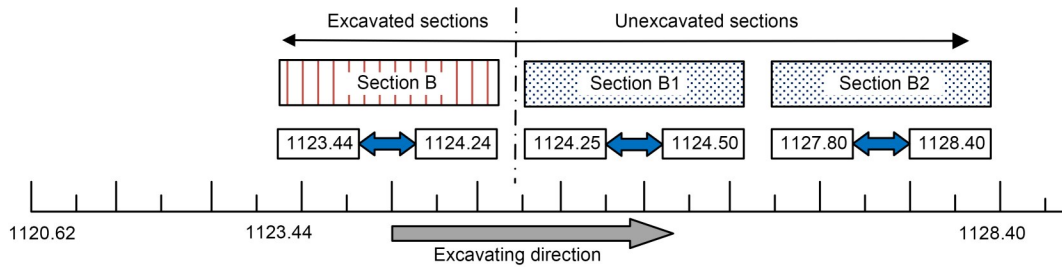 Excavated sections
Unexcavated sections
Section B
Section B1
Section B2
1123.44
1124.24
1124.25
1124.50
1127.80
1128.40
1120.62
1123.44
1128.40
Excavating direction